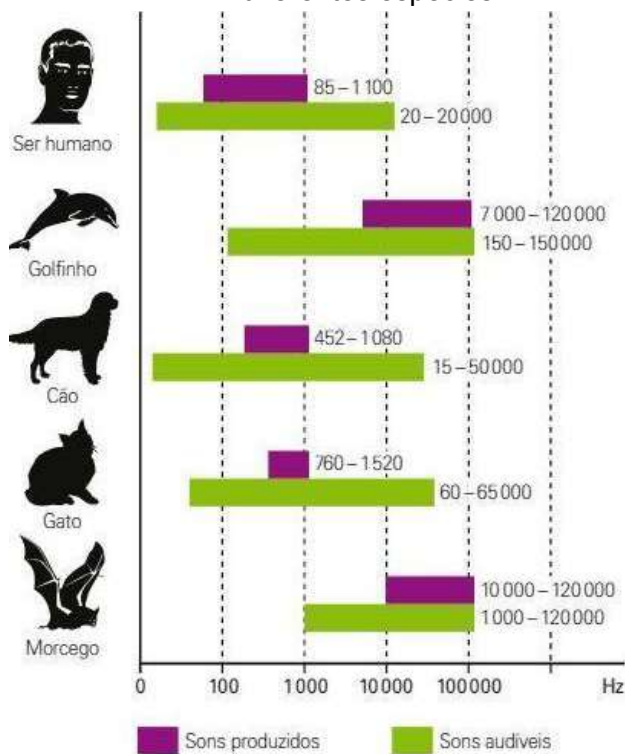 85 – 1 100
20 – 20 000
Ser humano
7 000 – 120 000
150 – 150 000
Golfinho
452 – 1 080
15 – 50 000
Cão
760 – 1 520
60 – 65 000
Gato
10 000 – 120 000
1 000 – 120 000
Morcego
0 100 1 000 10 000 100 000 Hz
Sons produzidos Sons audíveis